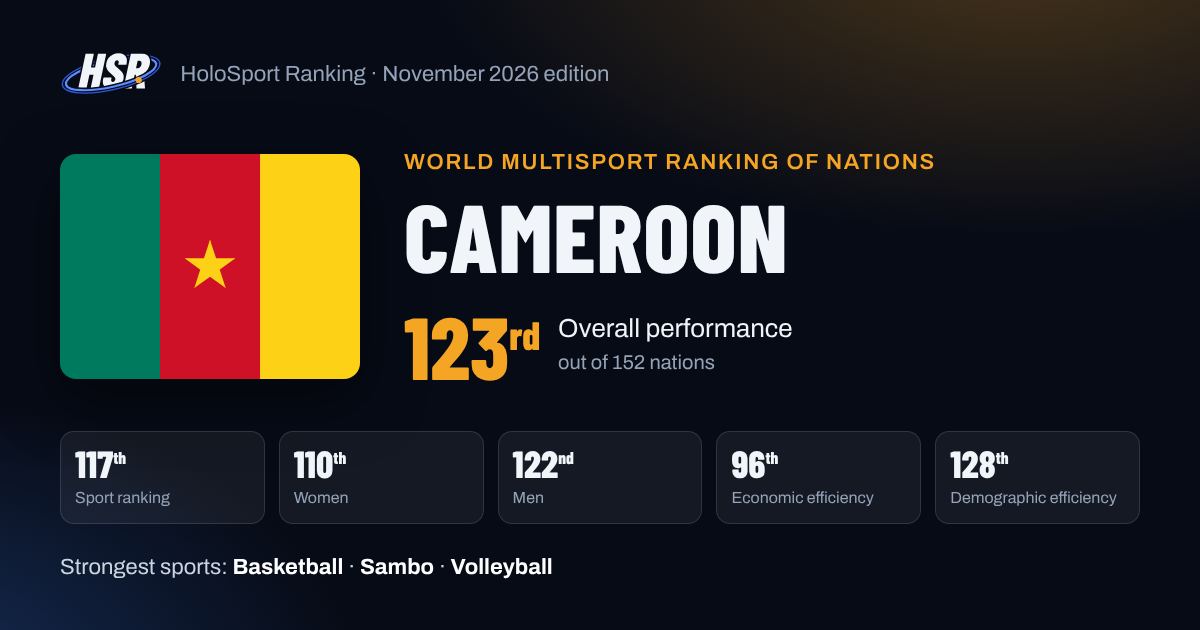 HSR
HoloSport Ranking · November 2026 edition
WORLD MULTISPORT RANKING OF NATIONS
CAMEROON
123rd
Overall performance
out of 152 nations
117th
Sport ranking
110th
Women
122nd
Men
96th
Economic efficiency
128th
Demographic efficiency
Strongest sports: Basketball · Sambo · Volleyball